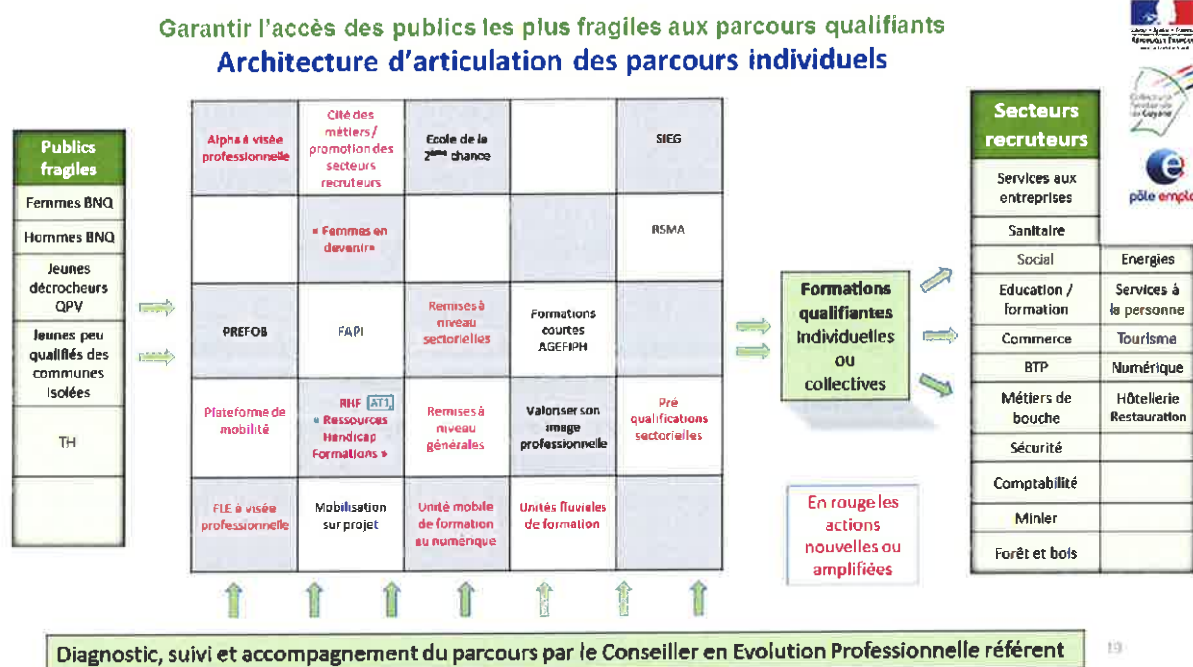 Garantir l'accès des publics les plus fragiles aux parcours qualifiants
Architecture d'articulation des parcours individuels
Publics
fragiles
Femmes BNQ
Hommes BNQ
Jeunes
décrocheurs
QPV
Jeunes peu
qualifiés des
communes
isolées
TH
Alpha à visée
professionnelle
Cité des
métiers/
promotion des
secteurs
recruteurs
Ecole de la
2ème chance
SIEG
« Femmes en
devenir»
RSMA
PREFOB
FAPI
Remises à
niveau
sectorielles
Formations
courtes
AGEFIPH
Plateforme de
mobilité
RHF [AT1]
« Ressources
Handicap
Formations »
Remises à
niveau
générales
Valoriser son
image
professionnelle
Pré
qualifications
sectorielles
FLE à visée
professionnelle
Mobilisation
sur projet
Unité mobile
de formation
au numérique
Unités fluviales
de formation
Formations
qualifiantes
individuelles
ou
collectives
En rouge les
actions
nouvelles ou
amplifiées
Secteurs
recruteurs
Services aux
entreprises
Sanitaire
Social
Energies
Education /
formation
Services à
la personne
Commerce
Tourisme
BTP
Numérique
Métiers de
bouche
Hôtellerie
Restauration
Sécurité
Comptabilité
Minier
Forêt et bois
pôle emplo
Diagnostic, suivi et accompagnement du parcours par le Conseiller en Evolution Professionnelle référent
19